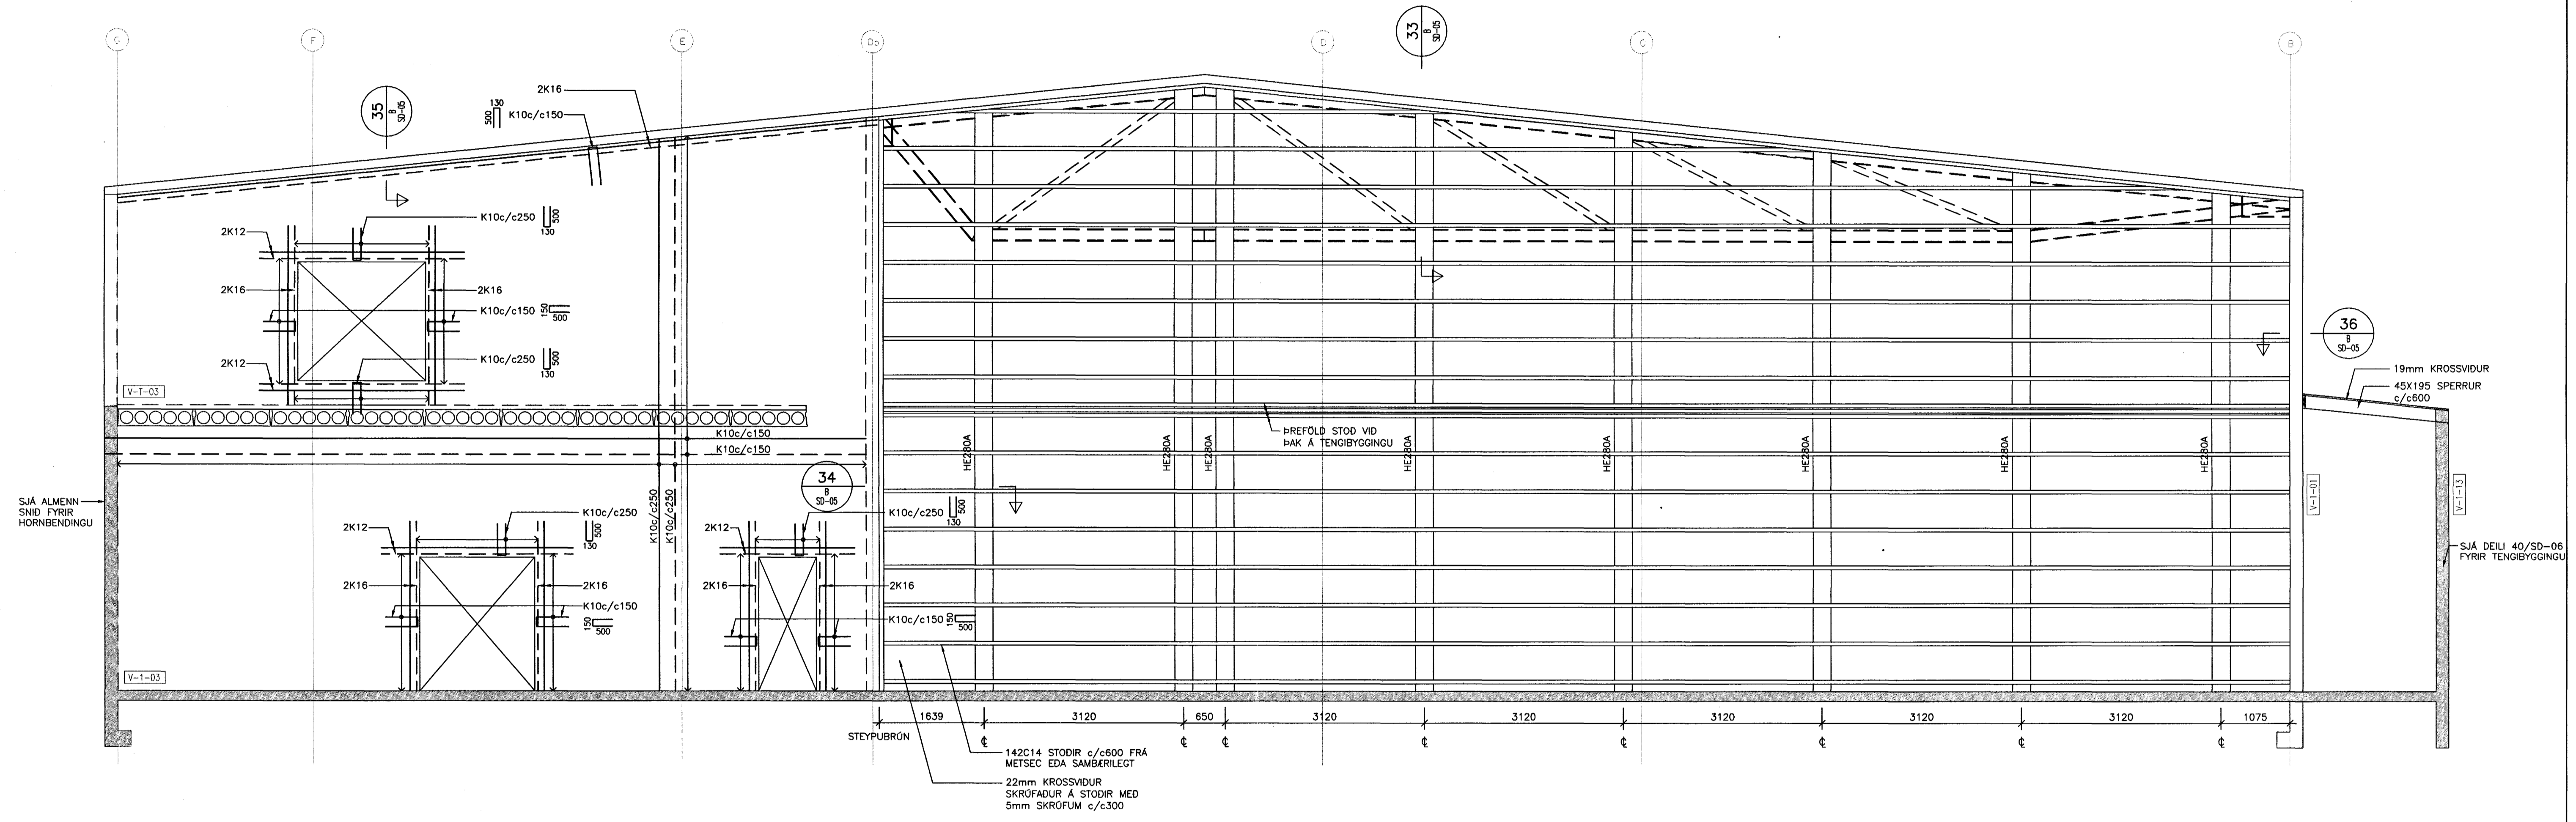 G
F
E
Db
D
C
B
33
B
SD-05
35
B
SD-05
2K16
130
500
K10c/c150
K10c/c250
500
130
2K12
2K16
2K16
K10c/c150
150
500
K10c/c250
500
130
2K12
V-T-03
36
B
SD-05
19mm KROSSVIÐUR
45X195 SPERRUR
c/c600
K10c/c150
K10c/c150
ÞREFÖLD STOÐ VIÐ
ÞAK Á TENGIBYGGINGU
HE280A
HE280A
HE280A
HE280A
HE280A
HE280A
HE280A
HE280A
34
B
SD-05
SJÁ ALMENN
SNIÐ FYRIR
HORNBENDINGU
K10c/c250
K10c/c250
V-1-01
V-1-13
K10c/c250
500
130
2K12
2K16
2K16
K10c/c150
150
500
K10c/c250
500
130
2K12
2K16
2K16
K10c/c150
150
500
SJÁ DEILI 40/SD-06
FYRIR TENGIBYGGINGU
V-1-03
1639
3120
650
3120
3120
3120
3120
3120
1075
STEYPUBRÚN
142C14 STOÐIR c/c600 FRÁ
METSEC EÐA SAMBÆRILEGT
22mm KROSSVIÐUR
SKRÚFAÐUR Á STOÐIR MEÐ
5mm SKRÚFUM c/c300